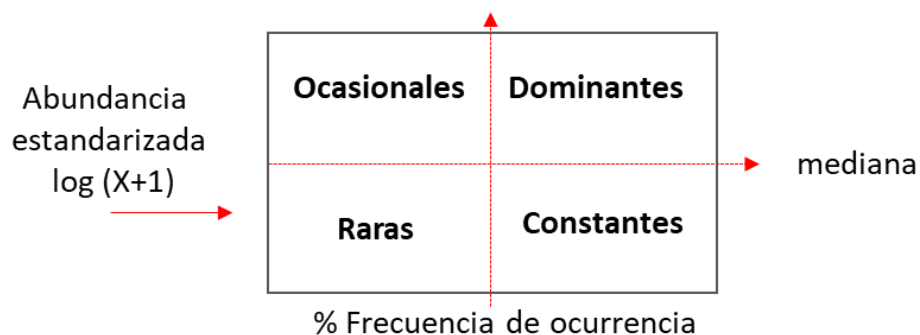 Abundancia
estandarizada
log (X+1)
Ocasionales
Dominantes
Raras
Constantes
mediana
% Frecuencia de ocurrencia